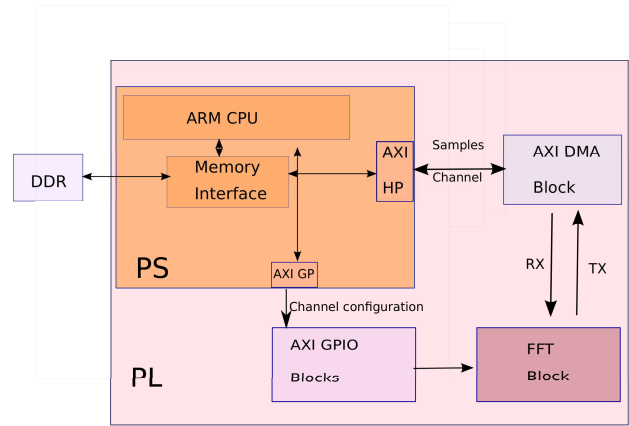 ARM CPU
Memory
Interface
DDR
AXI
HP
Samples
Channel
AXI DMA
Block
PS
AXI GP
Channel configuration
RX
TX
AXI GPIO
Blocks
FFT
Block
PL